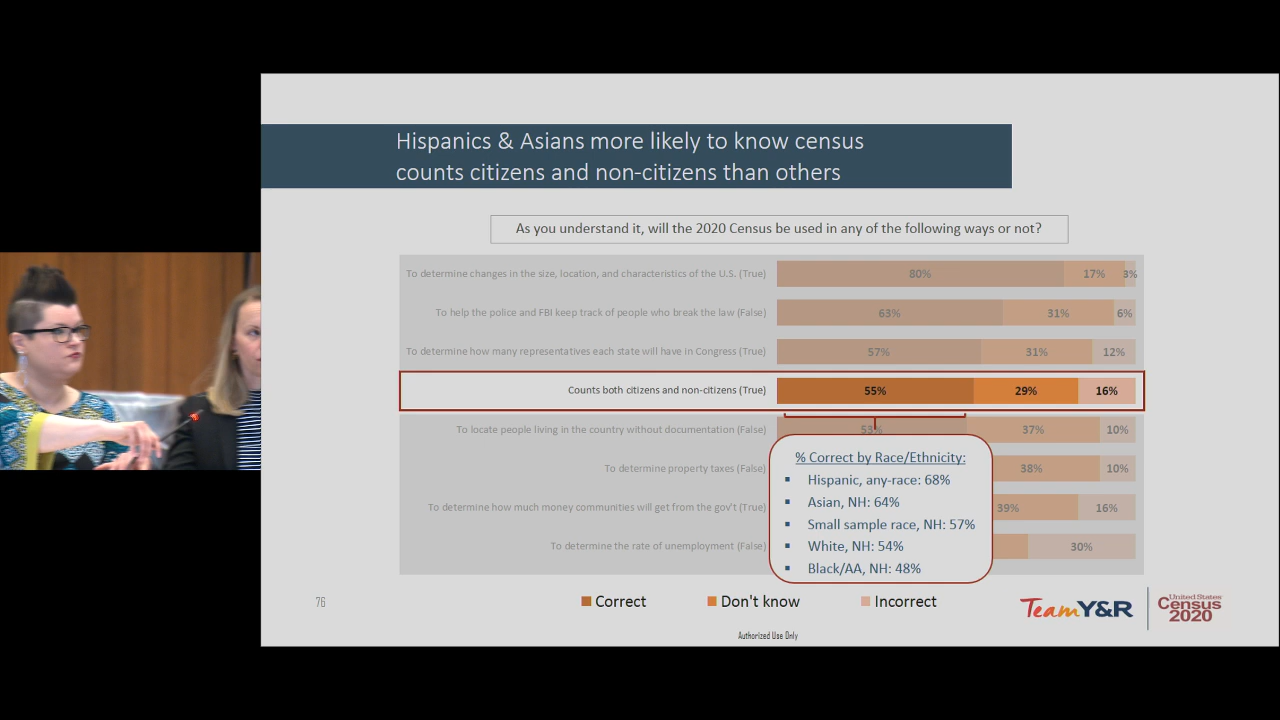 Hispanics & Asians more likely to know census
counts citizens and non-citizens than others
As you understand it, will the 2020 Census be used in any of the following ways or not?
To determine changes in the size, location, and characteristics of the U.S. (True) 80% 17% 3%
To help the police and FBI keep track of people who break the law (False) 63% 31% 6%
To determine how many representatives each state will have in Congress (True) 57% 31% 12%
Counts both citizens and non-citizens (True) 55% 29% 16%
To locate people living in the country without documentation (False) 53% 37% 10%
To determine property taxes (False) 38% 10%
To determine how much money communities will get from the gov't (True) 39% 16%
To determine the rate of unemployment (False) 30%
% Correct by Race/Ethnicity:
▪ Hispanic, any-race: 68%
▪ Asian, NH: 64%
▪ Small sample race, NH: 57%
▪ White, NH: 54%
▪ Black/AA, NH: 48%
76
Correct Don't know Incorrect
TeamY&R
United States
Census
2020
Authorized Use Only